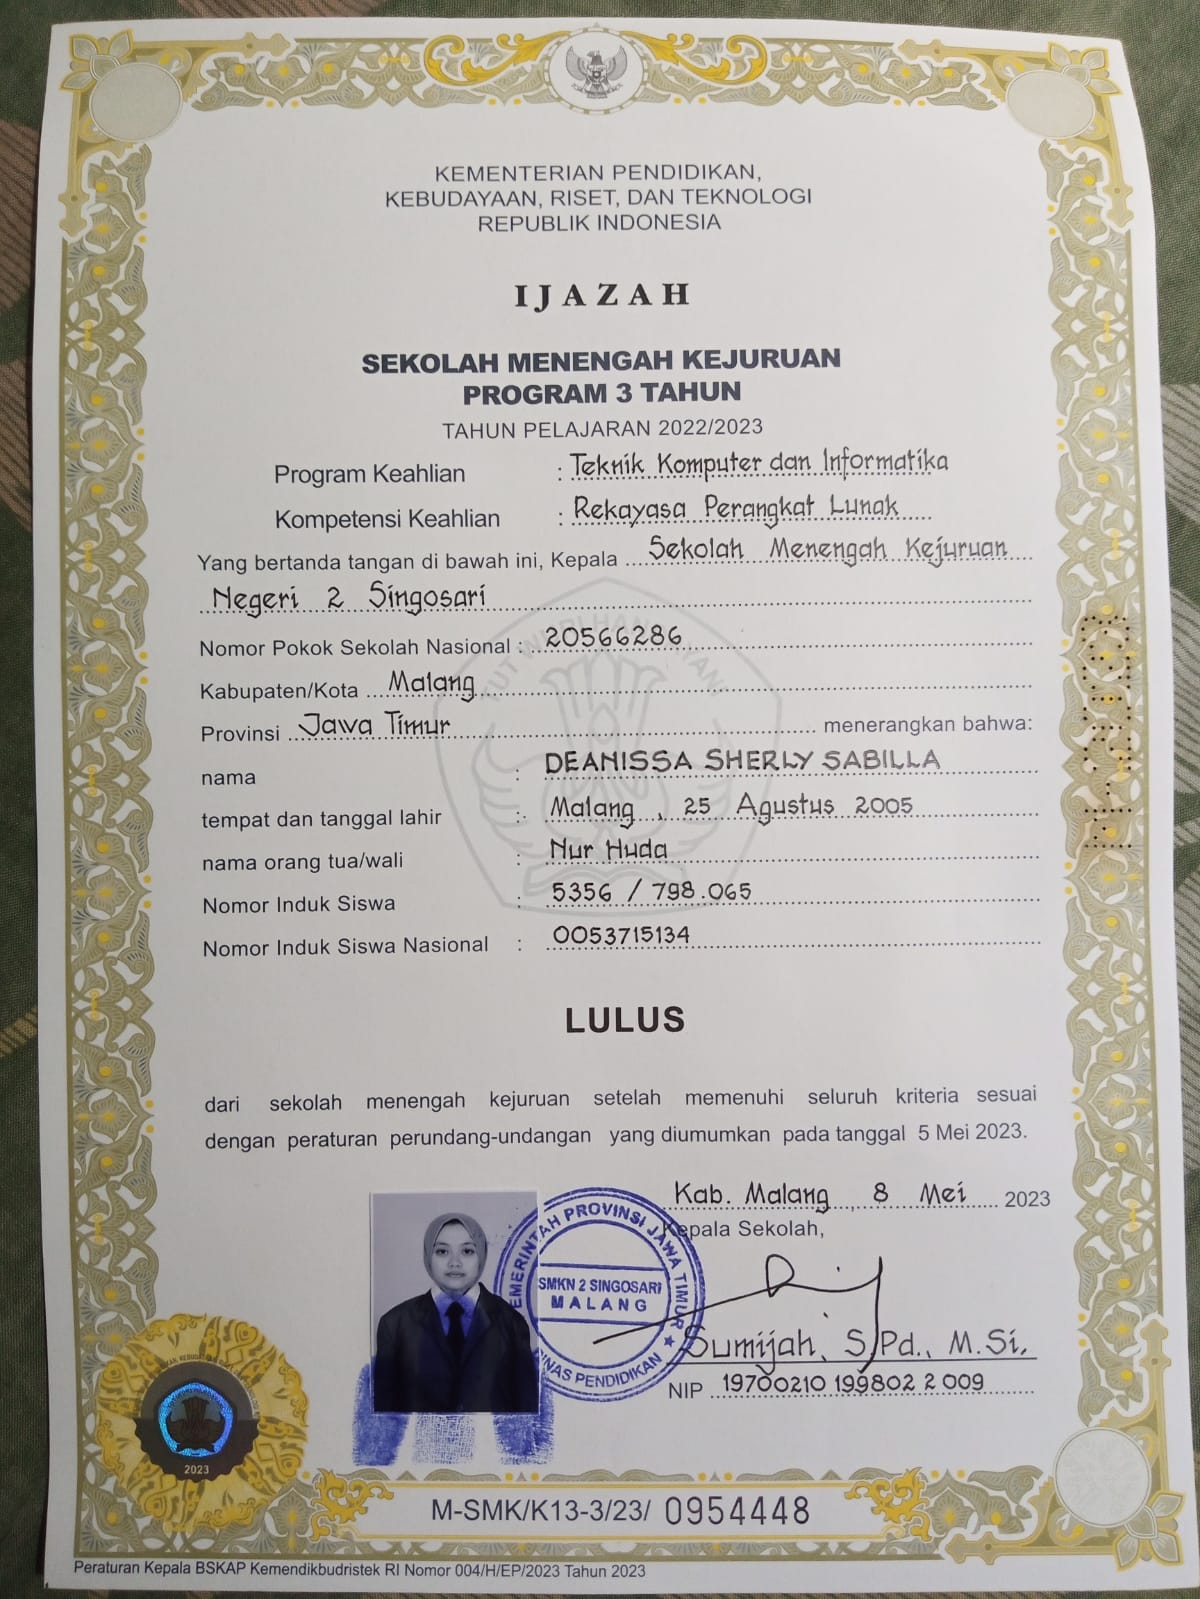 KEMENTERIAN PENDIDIKAN,
KEBUDAYAAN, RISET, DAN TEKNOLOGI
REPUBLIK INDONESIA
IJAZAH
SEKOLAH MENENGAH KEJURUAN
PROGRAM 3 TAHUN
TAHUN PELAJARAN 2022/2023
Program Keahlian : Teknik Komputer dan Informatika
Kompetensi Keahlian : Rekayasa Perangkat Lunak
Yang bertanda tangan di bawah ini, Kepala Sekolah Menengah Kejuruan
Negeri 2 Singosari
Nomor Pokok Sekolah Nasional : 20566286
Kabupaten/Kota Malang
Provinsi Jawa Timur menerangkan bahwa:
nama : DEANISSA SHERLY SABILLA
tempat dan tanggal lahir : Malang, 25 Agustus 2005
nama orang tua/wali : Nur Huda
Nomor Induk Siswa : 5356 / 798.065
Nomor Induk Siswa Nasional : 0053715134
LULUS
dari sekolah menengah kejuruan setelah memenuhi seluruh kriteria sesuai
dengan peraturan perundang-undangan yang diumumkan pada tanggal 5 Mei 2023.
Kab. Malang, 8 Mei 2023
Kepala Sekolah,
PEMERINTAH PROVINSI JAWA TIMUR
SMKN 2 SINGOSARI
MALANG
DINAS PENDIDIKAN
Sumijah, S.Pd., M.Si.
NIP 19700210 199802 2 009
2023
M-SMK/K13-3/23/ 0954448
Peraturan Kepala BSKAP Kemendikbudristek RI Nomor 004/H/EP/2023 Tahun 2023